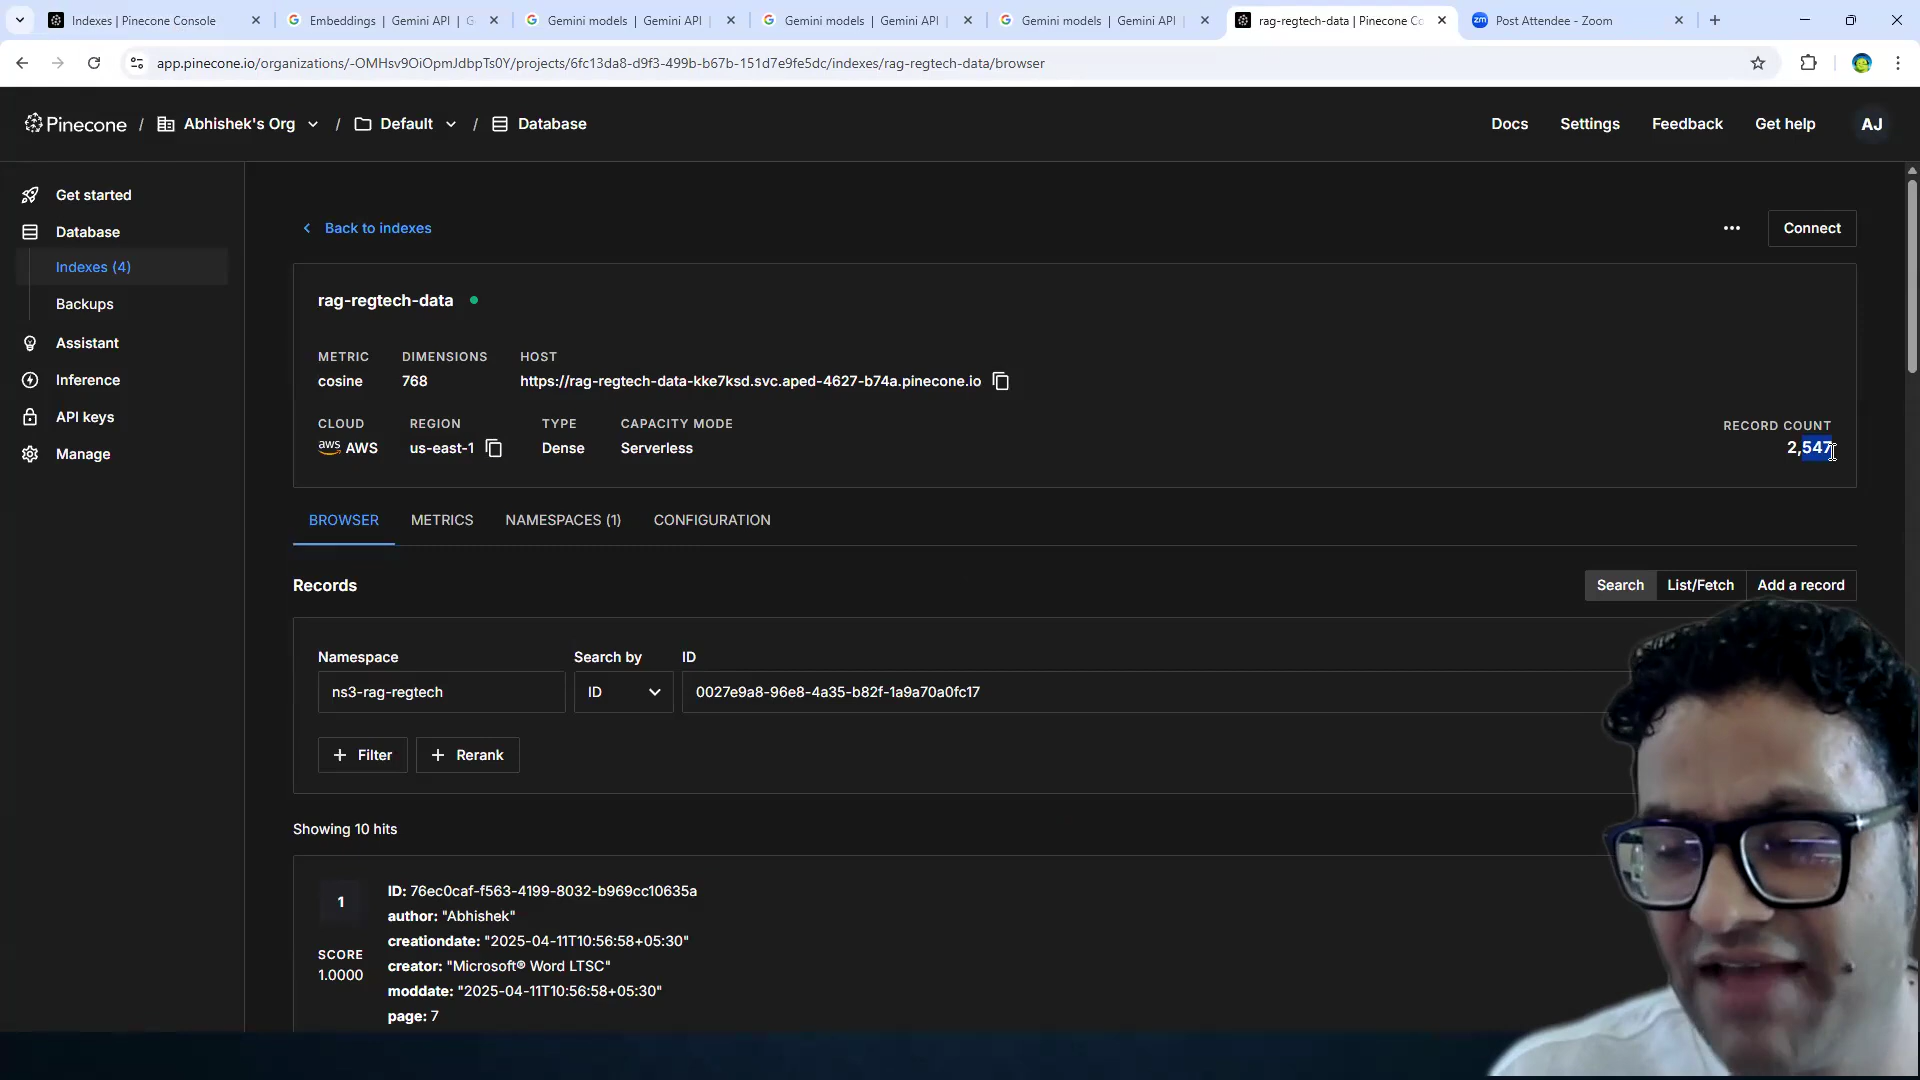 Indexes | Pinecone Console
Embeddings | Gemini API | G
Gemini models | Gemini API
Gemini models | Gemini API
Gemini models | Gemini API
rag-regtech-data | Pinecone Co
Post Attendee - Zoom
app.pinecone.io/organizations/-OMHsv9OiOpmJdbpTs0Y/projects/6fc13da8-d9f3-499b-b67b-151d7e9fe5dc/indexes/rag-regtech-data/browser
Pinecone / Abhishek's Org / Default / Database
Docs Settings Feedback Get help AJ
Get started
Database
Indexes (4)
Backups
Assistant
Inference
API keys
Manage
Back to indexes
Connect
rag-regtech-data
METRIC DIMENSIONS HOST
cosine 768 https://rag-regtech-data-kke7ksd.svc.aped-4627-b74a.pinecone.io
CLOUD REGION TYPE CAPACITY MODE RECORD COUNT
aws AWS us-east-1 Dense Serverless 2,547
BROWSER METRICS NAMESPACES (1) CONFIGURATION
Records
Search List/Fetch Add a record
Namespace Search by ID
ns3-rag-regtech ID 0027e9a8-96e8-4a35-b82f-1a9a70a0fc17
+ Filter + Rerank
Showing 10 hits
1
SCORE
1.0000
ID: 76ec0caf-f563-4199-8032-b969cc10635a
author: "Abhishek"
creationdate: "2025-04-11T10:56:58+05:30"
creator: "Microsoft® Word LTSC"
moddate: "2025-04-11T10:56:58+05:30"
page: 7